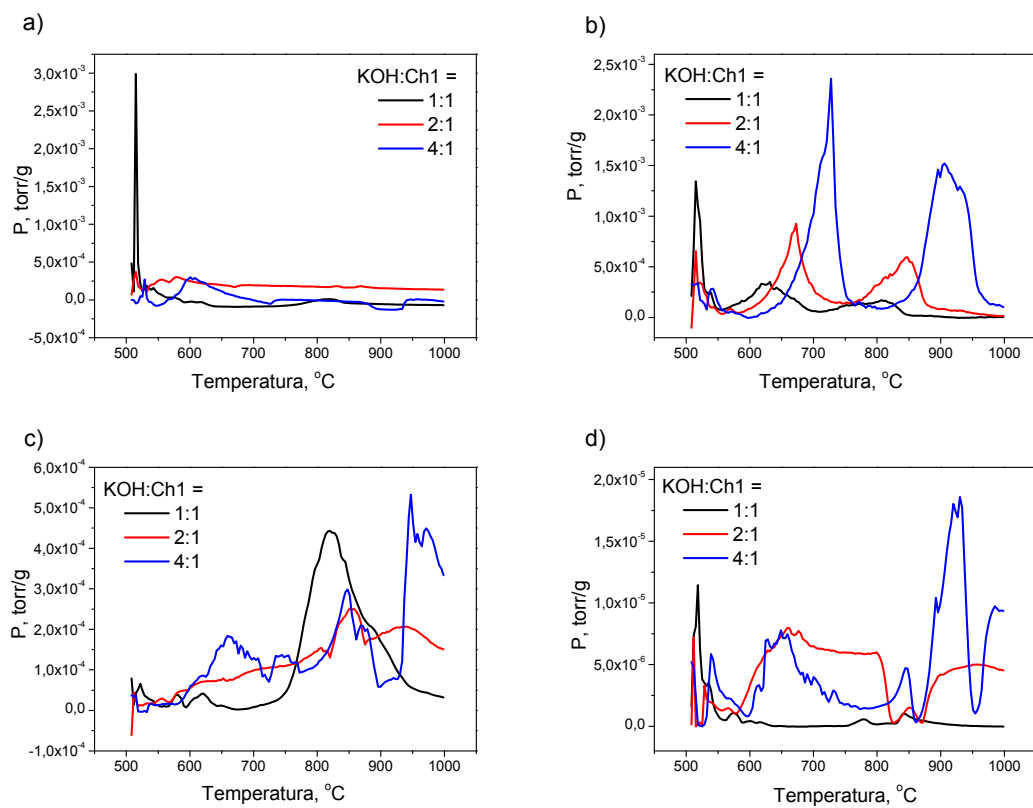 a)
3,0x10⁻³
2,5x10⁻³
2,0x10⁻³
1,5x10⁻³
1,0x10⁻³
5,0x10⁻⁴
0,0
-5,0x10⁻⁴
P, torr/g
KOH:Ch1 =
1:1
2:1
4:1
500 600 700 800 900 1000
Temperatura, °C
b)
2,5x10⁻³
2,0x10⁻³
1,5x10⁻³
1,0x10⁻³
5,0x10⁻⁴
0,0
P, torr/g
KOH:Ch1 =
1:1
2:1
4:1
500 600 700 800 900 1000
Temperatura, °C
c)
6,0x10⁻⁴
5,0x10⁻⁴
4,0x10⁻⁴
3,0x10⁻⁴
2,0x10⁻⁴
1,0x10⁻⁴
0,0
-1,0x10⁻⁴
P, torr/g
KOH:Ch1 =
1:1
2:1
4:1
500 600 700 800 900 1000
Temperatura, °C
d)
2,0x10⁻⁵
1,5x10⁻⁵
1,0x10⁻⁵
5,0x10⁻⁶
0,0
P, torr/g
KOH:Ch1 =
1:1
2:1
4:1
500 600 700 800 900 1000
Temperatura, °C